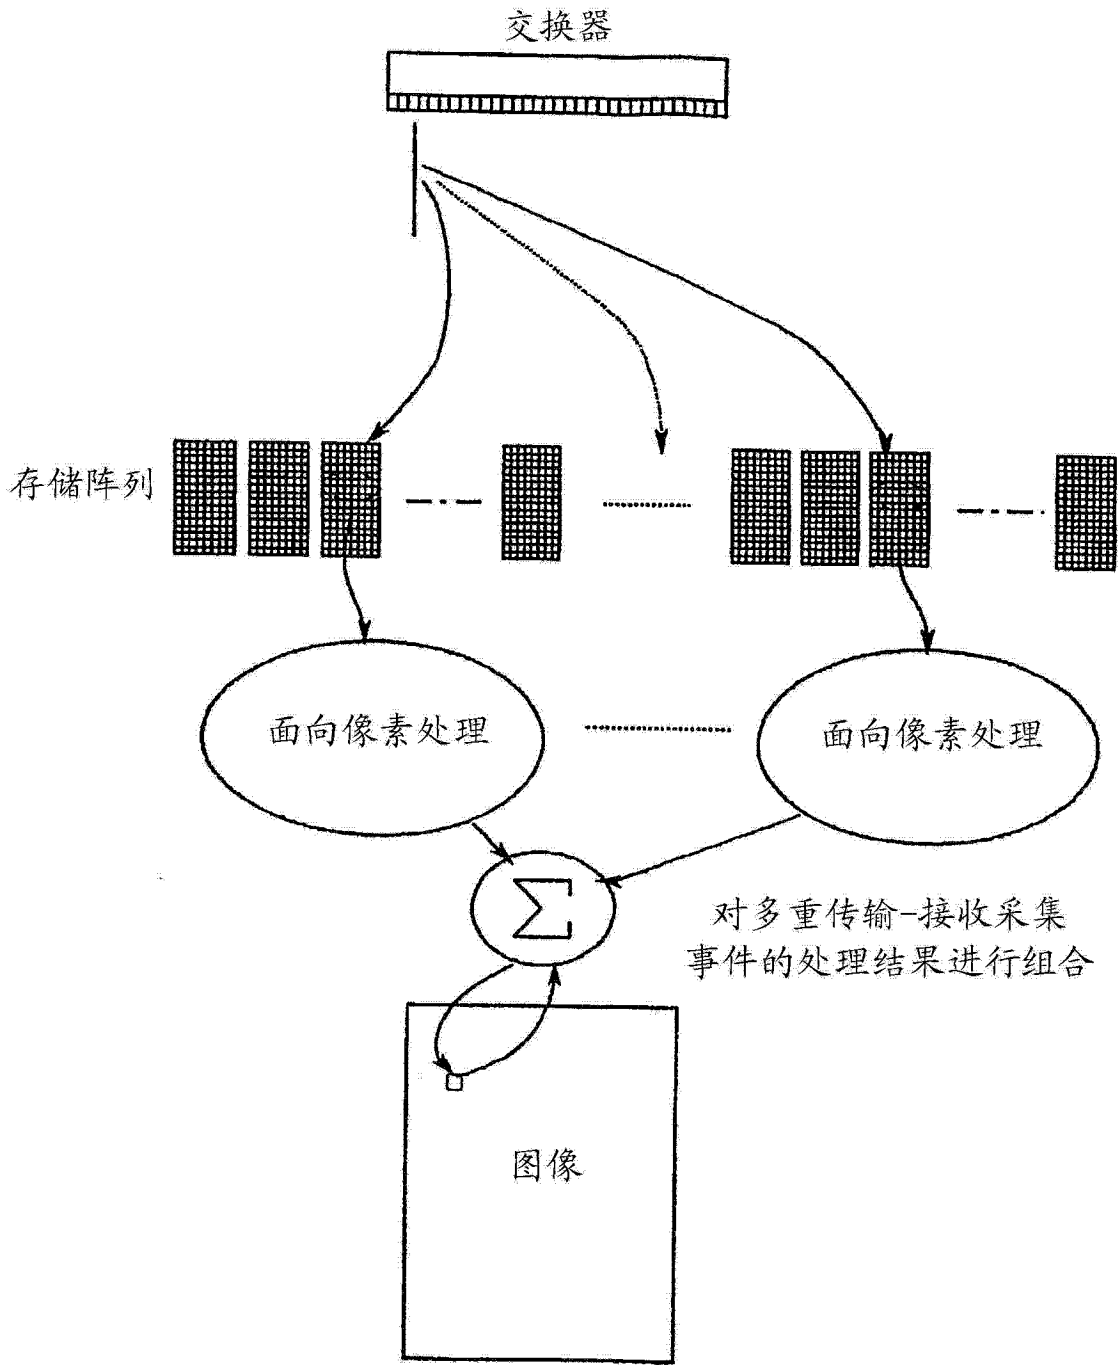 交换器
存储阵列
面向像素处理
面向像素处理
Σ
对多重传输-接收采集
事件的处理结果进行组合
图像